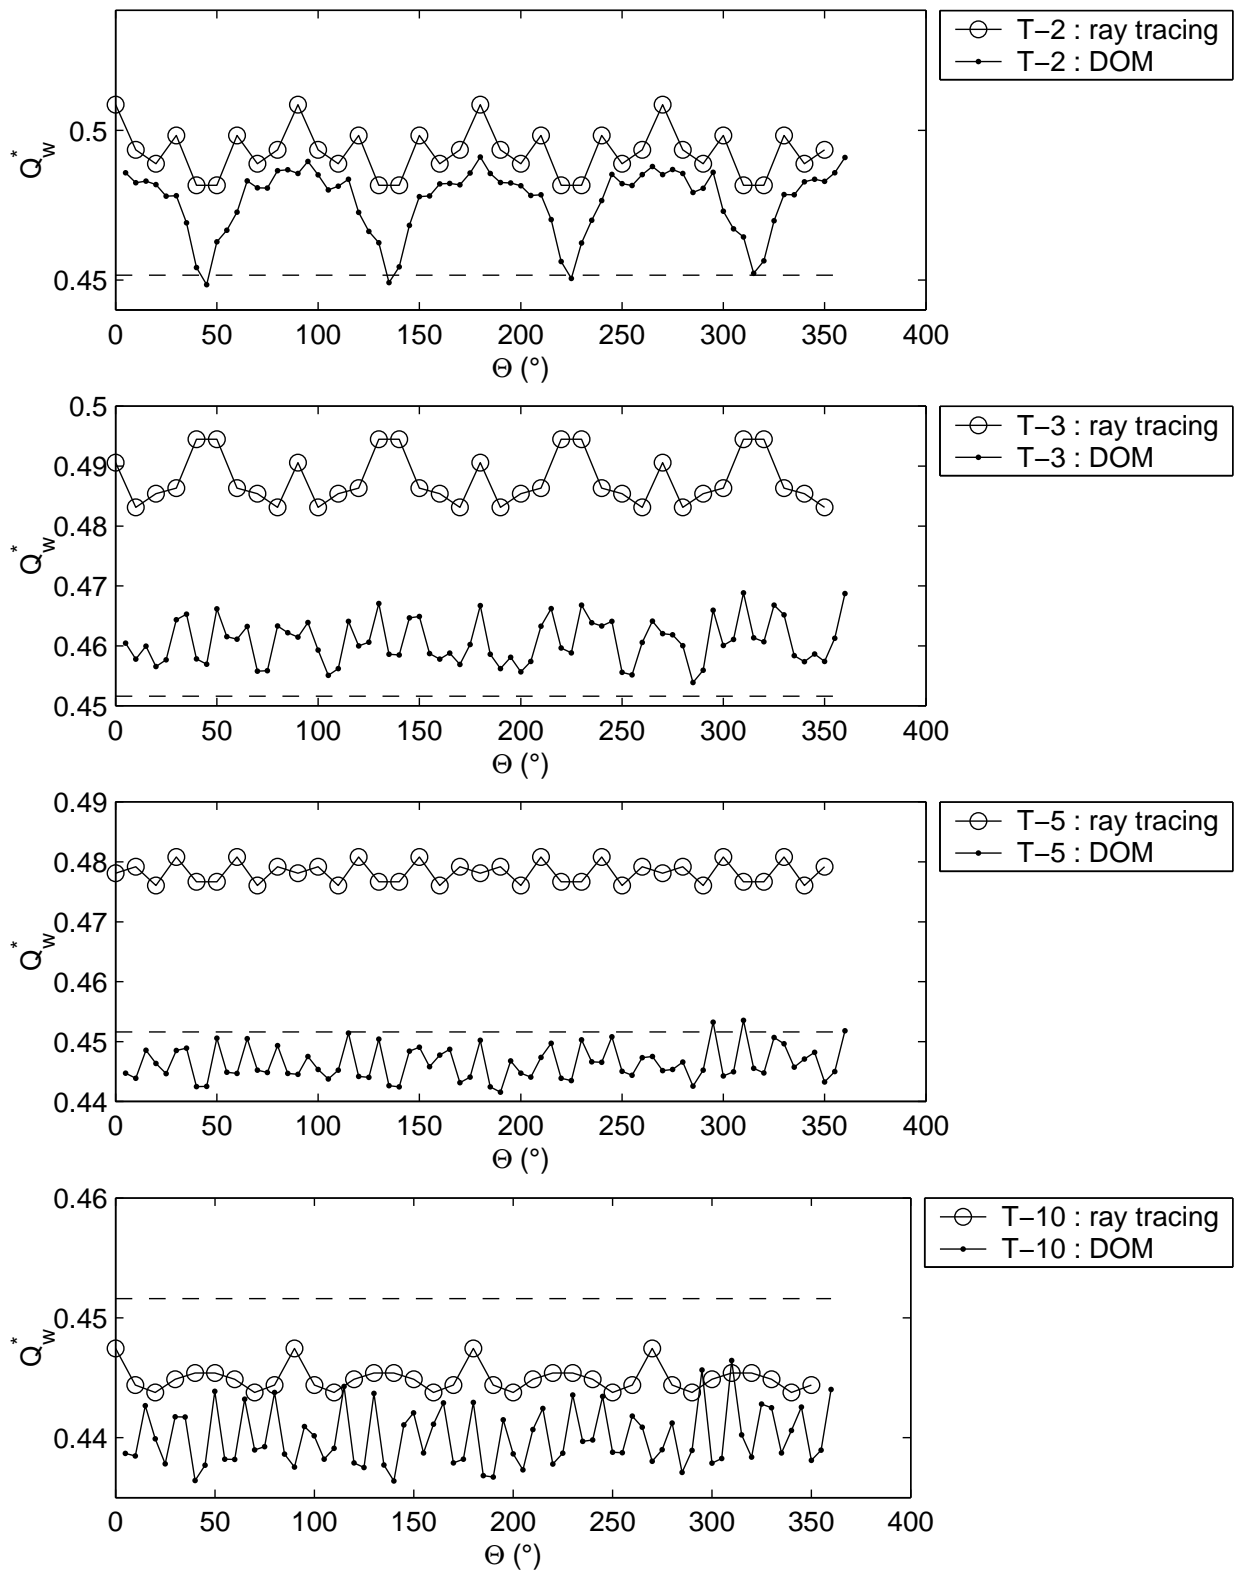 T−2 : ray tracing
T−2 : DOM
0.5
0.45
Q*w
0 50 100 150 200 250 300 350 400
Θ (°)
T−3 : ray tracing
T−3 : DOM
0.5
0.49
0.48
0.47
0.46
0.45
Q*w
0 50 100 150 200 250 300 350 400
Θ (°)
T−5 : ray tracing
T−5 : DOM
0.49
0.48
0.47
0.46
0.45
0.44
Q*w
0 50 100 150 200 250 300 350 400
Θ (°)
T−10 : ray tracing
T−10 : DOM
0.46
0.45
0.44
Q*w
0 50 100 150 200 250 300 350 400
Θ (°)